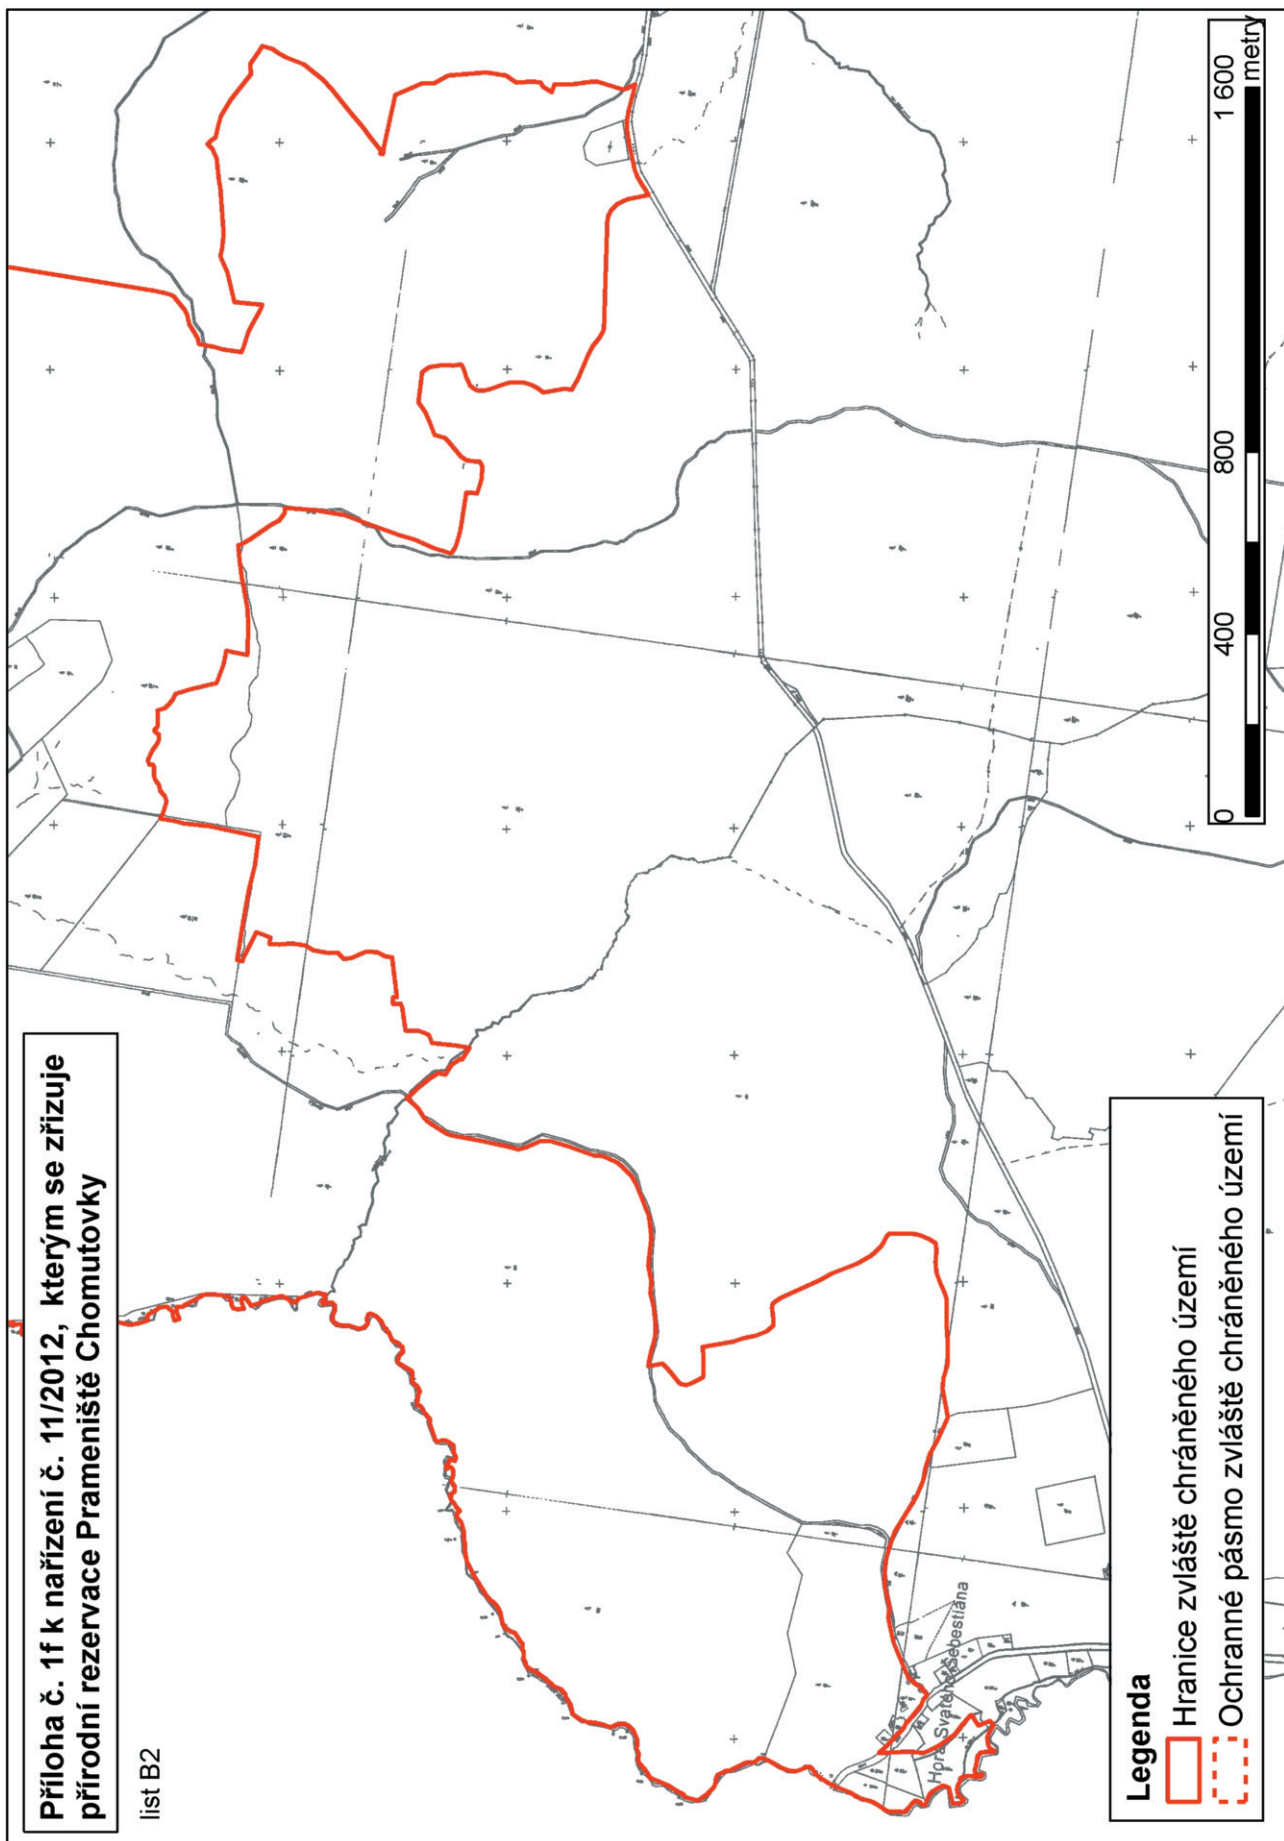 Příloha č. 1f k nařízení č. 11/2012, kterým se zřizuje
přírodní rezervace Prameniště Chomutovky
list B2
Hora Svatého Šebestiána
Legenda
Hranice zvláště chráněného území
Ochranné pásmo zvláště chráněného území
0 400 800 1 600
metry